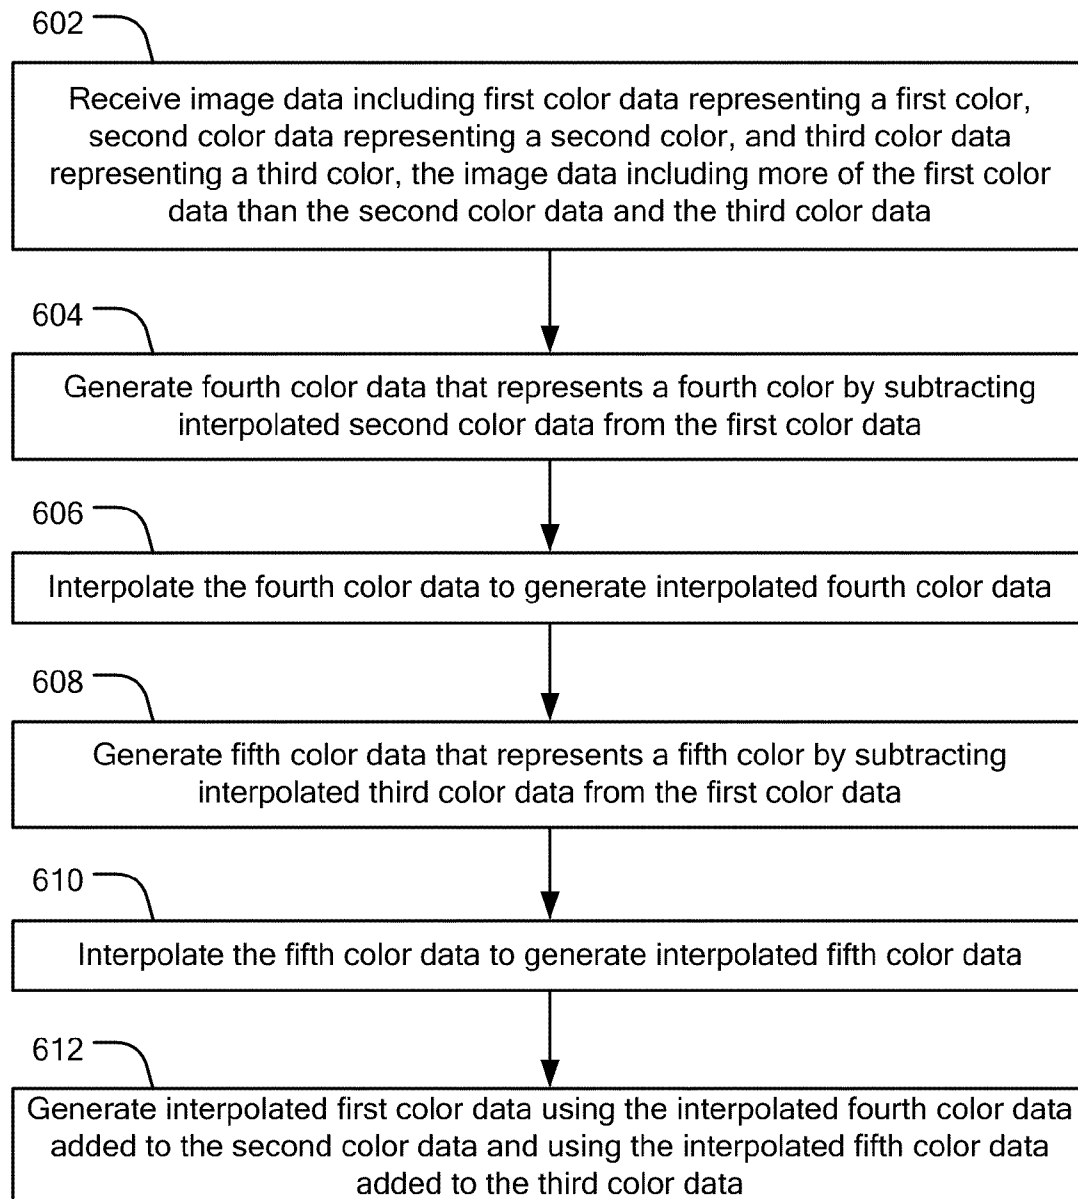 602
Receive image data including first color data representing a first color,
second color data representing a second color, and third color data
representing a third color, the image data including more of the first color
data than the second color data and the third color data
604
Generate fourth color data that represents a fourth color by subtracting
interpolated second color data from the first color data
606
Interpolate the fourth color data to generate interpolated fourth color data
608
Generate fifth color data that represents a fifth color by subtracting
interpolated third color data from the first color data
610
Interpolate the fifth color data to generate interpolated fifth color data
612
Generate interpolated first color data using the interpolated fourth color data
added to the second color data and using the interpolated fifth color data
added to the third color data